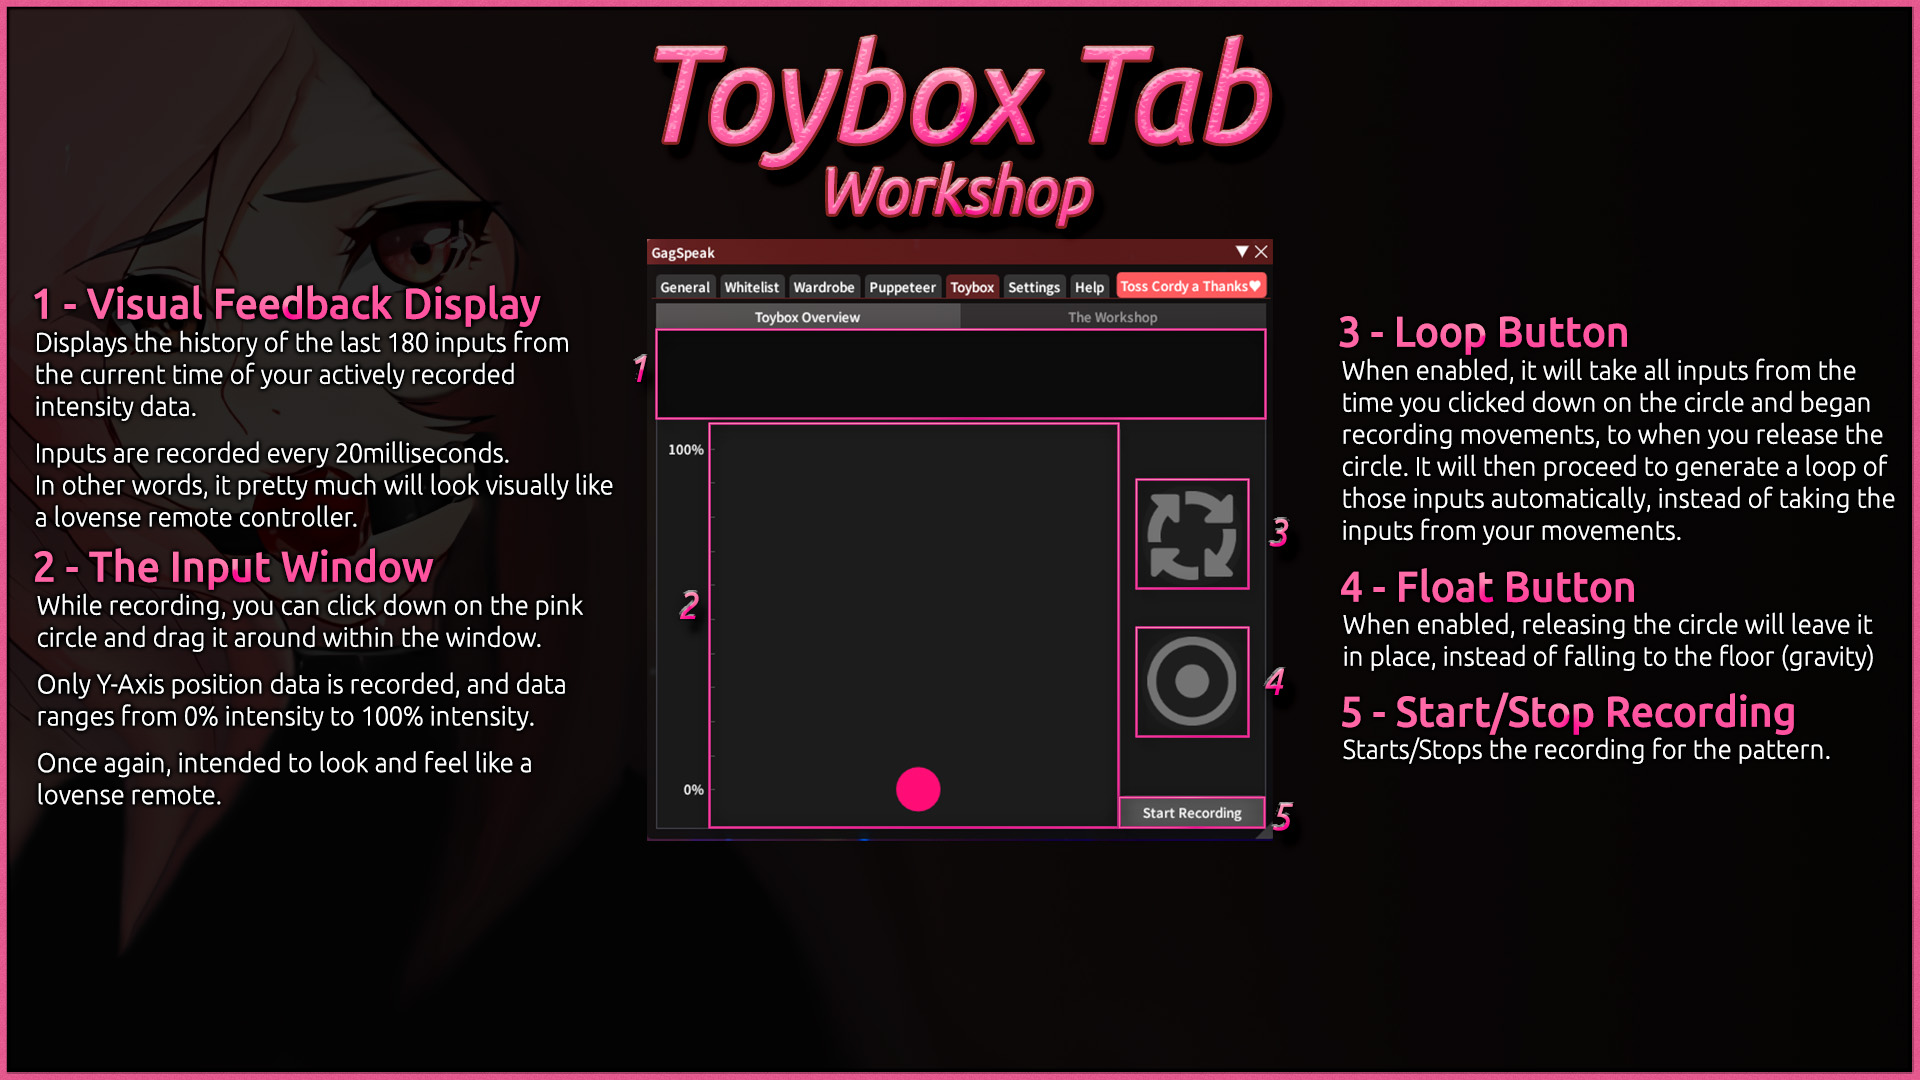 Toybox Tab
Workshop
1 - Visual Feedback Display
Displays the history of the last 180 inputs from
the current time of your actively recorded
intensity data.
Inputs are recorded every 20milliseconds.
In other words, it pretty much will look visually like
a lovense remote controller.
2 - The Input Window
While recording, you can click down on the pink
circle and drag it around within the window.
Only Y-Axis position data is recorded, and data
ranges from 0% intensity to 100% intensity.
Once again, intended to look and feel like a
lovense remote.
GagSpeak
General Whitelist Wardrobe Puppeteer Toybox Settings Help Toss Cordy a Thanks♥
Toybox Overview The Workshop
1
100%
2
3
4
0%
Start Recording
5
3 - Loop Button
When enabled, it will take all inputs from the
time you clicked down on the circle and began
recording movements, to when you release the
circle. It will then proceed to generate a loop of
those inputs automatically, instead of taking the
inputs from your movements.
4 - Float Button
When enabled, releasing the circle will leave it
in place, instead of falling to the floor (gravity)
5 - Start/Stop Recording
Starts/Stops the recording for the pattern.